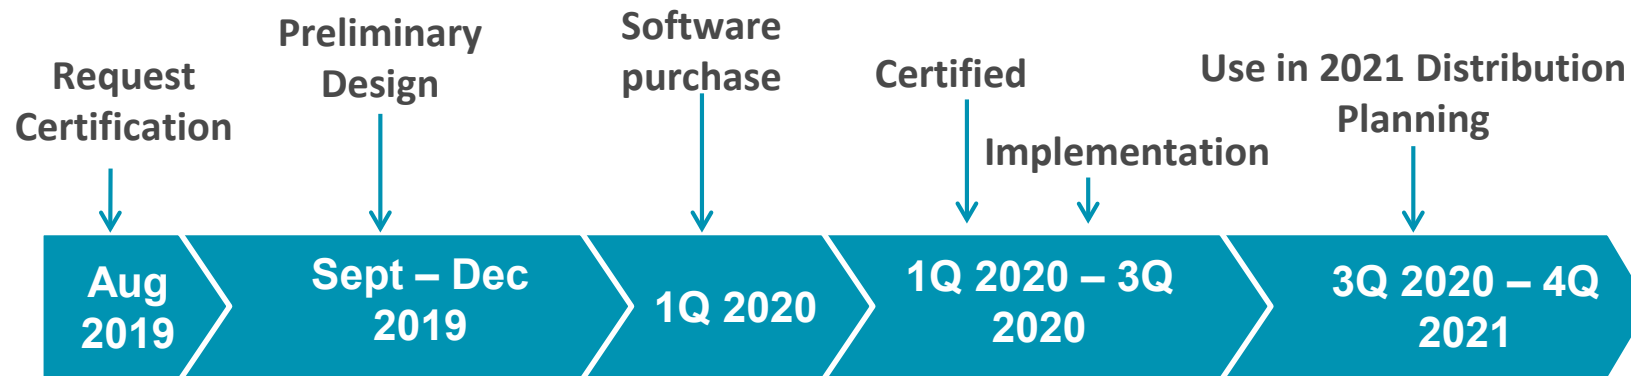 Request
Certification
Preliminary
Design
Software
purchase
Certified
Implementation
Use in 2021 Distribution
Planning
Aug
2019
Sept – Dec
2019
1Q 2020
1Q 2020 – 3Q
2020
3Q 2020 – 4Q
2021